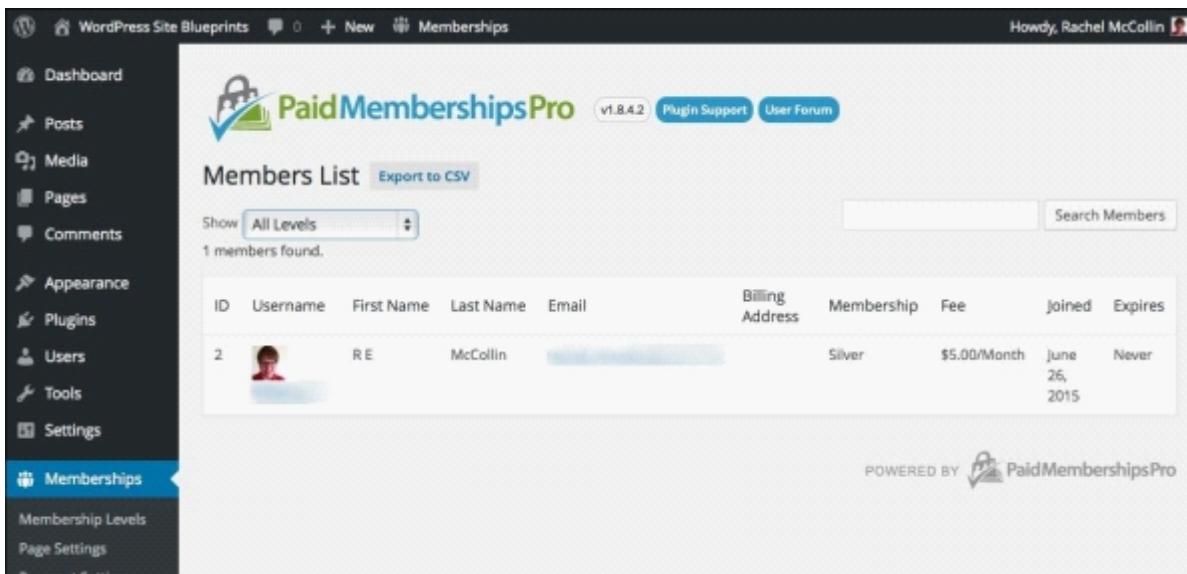 WordPress Site Blueprints 0 New Memberships Howdy, Rachel McCollin
Dashboard
Posts
Media
Pages
Comments
Appearance
Plugins
Users
Tools
Settings
Memberships
Membership Levels
Page Settings
PaidMembershipsPro v1.8.4.2 Plugin Support User Forum
Members List Export to CSV
Show All Levels Search Members
1 members found.
ID Username First Name Last Name Email Billing Address Membership Fee Joined Expires
2 R E McCollin Silver $5.00/Month June 26, 2015 Never
POWERED BY PaidMembershipsPro